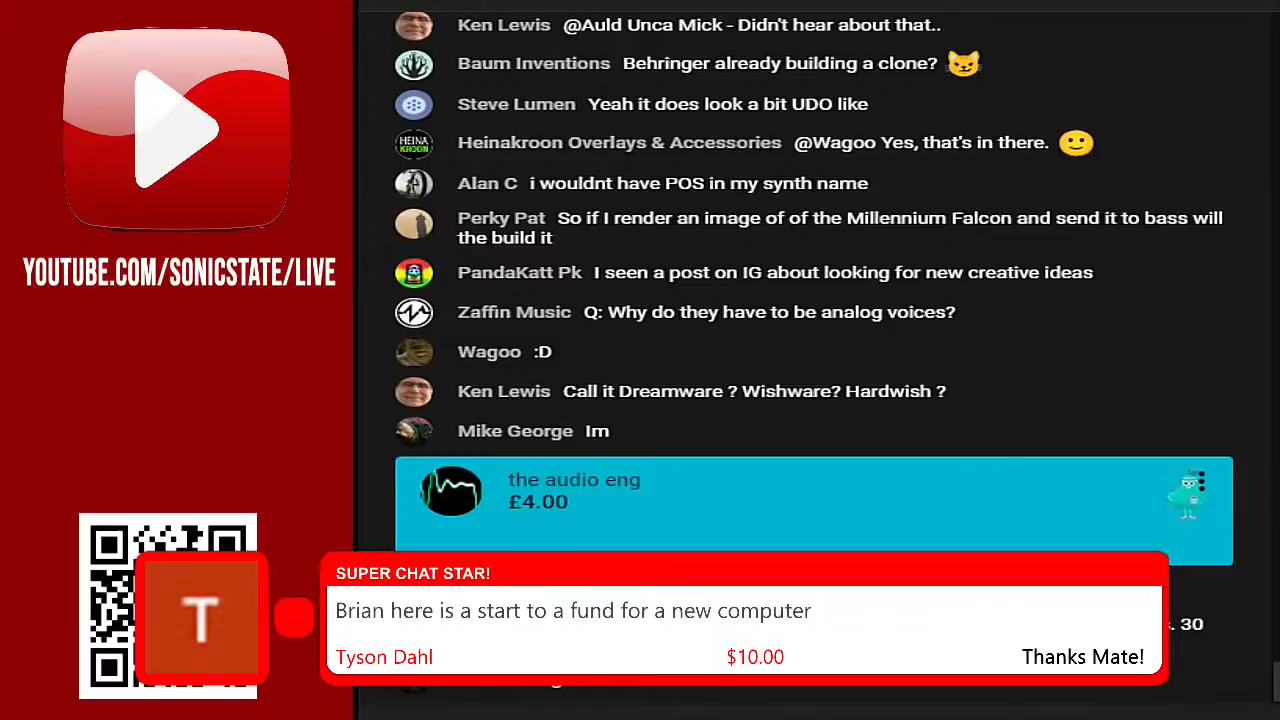 Ken Lewis @Auld Unca Mick - Didn't hear about that..
Baum Inventions Behringer already building a clone?
Steve Lumen Yeah it does look a bit UDO like
HEINA KROON Heinakroon Overlays & Accessories @Wagoo Yes, that's in there.
Alan C i wouldnt have POS in my synth name
Perky Pat So if I render an image of of the Millennium Falcon and send it to bass will
the build it
YOUTUBE.COM/SONICSTATE/LIVE
PandaKatt Pk I seen a post on IG about looking for new creative ideas
Zaffin Music Q: Why do they have to be analog voices?
Wagoo :D
Ken Lewis Call it Dreamware ? Wishware? Hardwish ?
Mike George Im
the audio eng
£4.00
T
SUPER CHAT STAR!
Brian here is a start to a fund for a new computer
Tyson Dahl $10.00 Thanks Mate!
30